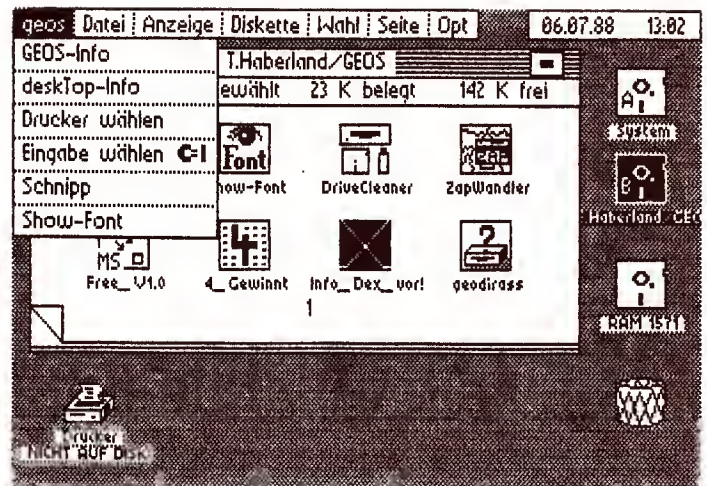 geos Datei Anzeige Diskette Wahl Seite Opt 06.07.88 13:02
GEOS-Info
T.Haberland/GEOS
deskTop-Info
ewählt 23 K belegt 142 K frei
Drucker wählen
Eingabe wählen C=I
Schnipp
Show-Font
Font
how-Font DriveCleaner ZapWandler
A
System
B
Haberland/GEO
MS
Free_V1.0 4_Gewinnt Info_Dex_vor! geodirass
1
RAM 1571
Drucker
NICHT AUF DISK